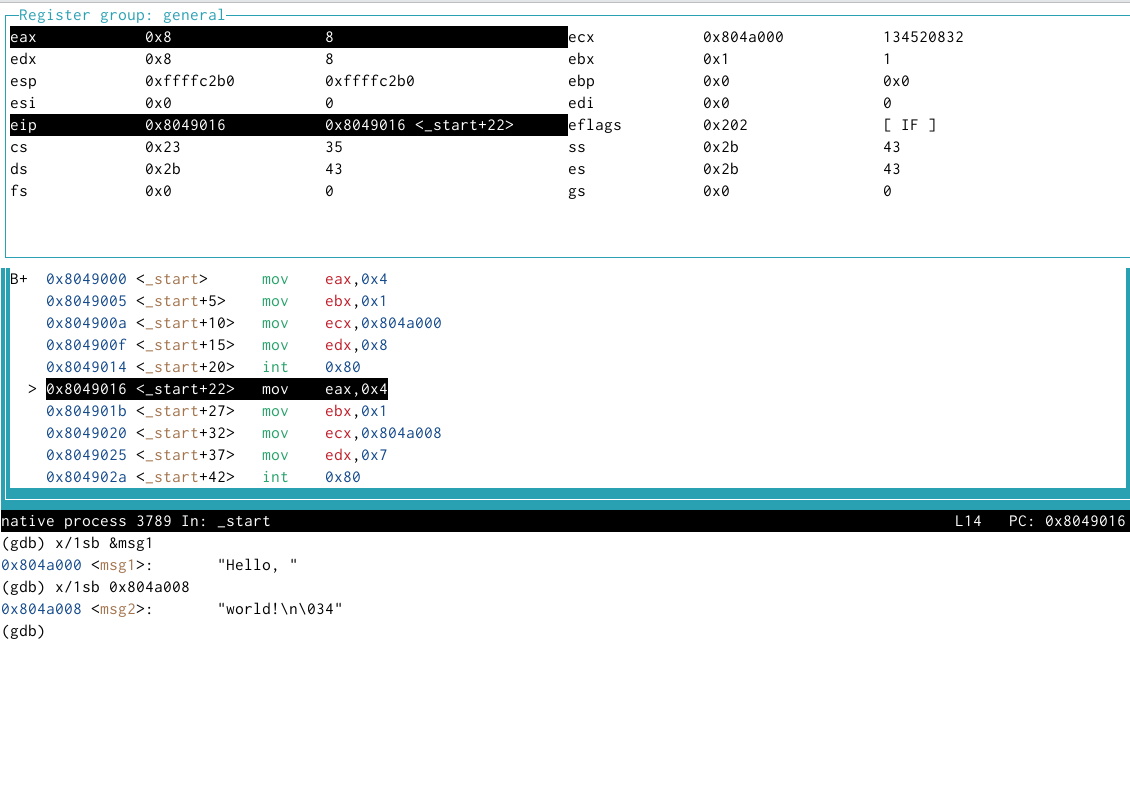 Register group: general
eax 0x8 8 ecx 0x804a000 134520832
edx 0x8 8 ebx 0x1 1
esp 0xffffc2b0 0xffffc2b0 ebp 0x0 0x0
esi 0x0 0 edi 0x0 0
eip 0x8049016 0x8049016 <_start+22> eflags 0x202 [ IF ]
cs 0x23 35 ss 0x2b 43
ds 0x2b 43 es 0x2b 43
fs 0x0 0 gs 0x0 0
B+ 0x8049000 <_start> mov eax,0x4
0x8049005 <_start+5> mov ebx,0x1
0x804900a <_start+10> mov ecx,0x804a000
0x804900f <_start+15> mov edx,0x8
0x8049014 <_start+20> int 0x80
> 0x8049016 <_start+22> mov eax,0x4
0x804901b <_start+27> mov ebx,0x1
0x8049020 <_start+32> mov ecx,0x804a008
0x8049025 <_start+37> mov edx,0x7
0x804902a <_start+42> int 0x80
native process 3789 In: _start L14 PC: 0x8049016
(gdb) x/1sb &msg1
0x804a000 <msg1>: "Hello, "
(gdb) x/1sb 0x804a008
0x804a008 <msg2>: "world!\n\034"
(gdb)